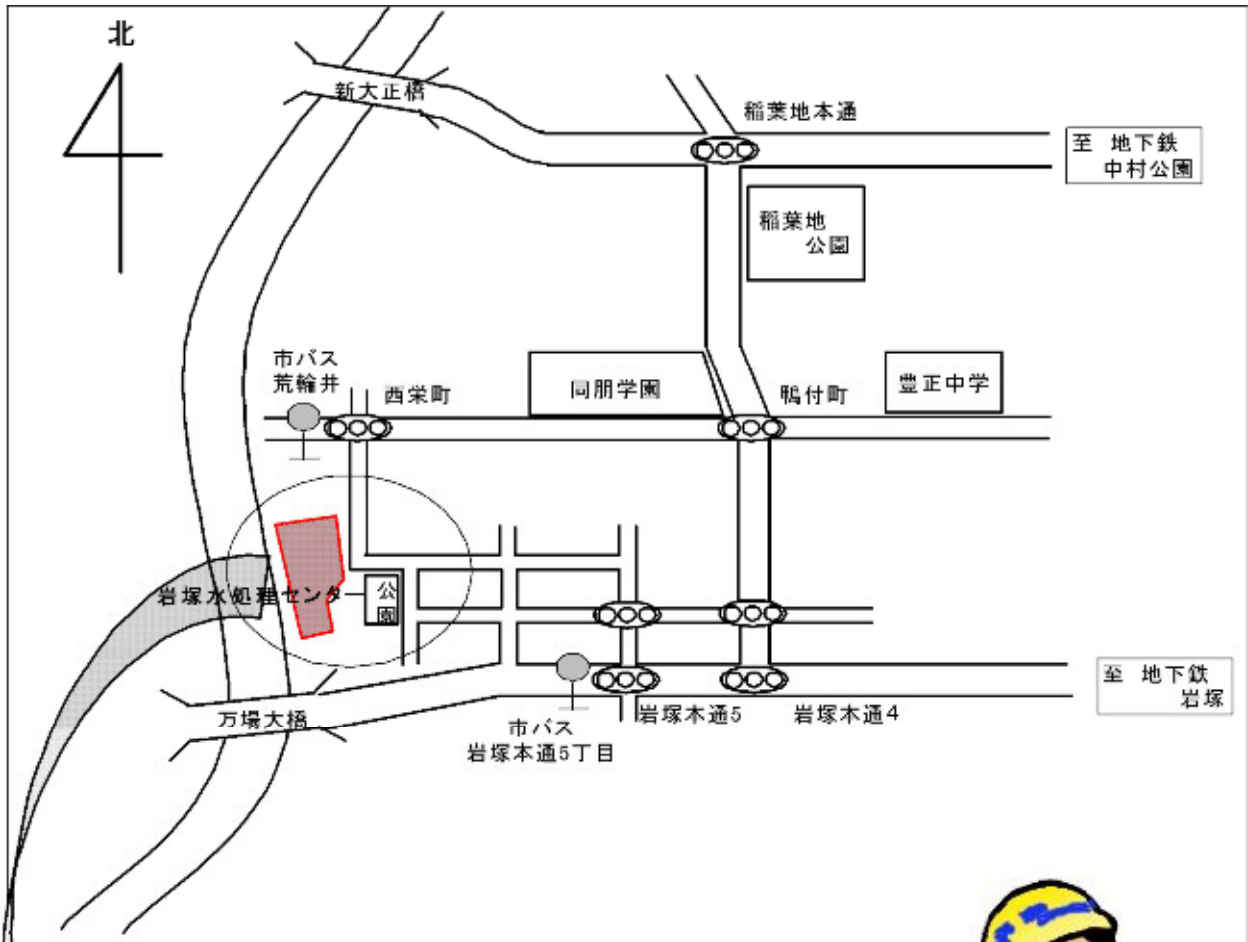 北
新大正橋
稲葉地本通
至 地下鉄
中村公園
稲葉地
公園
市バス
荒輪井
西栄町
同朋学園
鴨付町
豊正中学
岩塚水処理センター
公
園
万場大橋
市バス
岩塚本通5丁目
岩塚本通5
岩塚本通4
至 地下鉄
岩塚